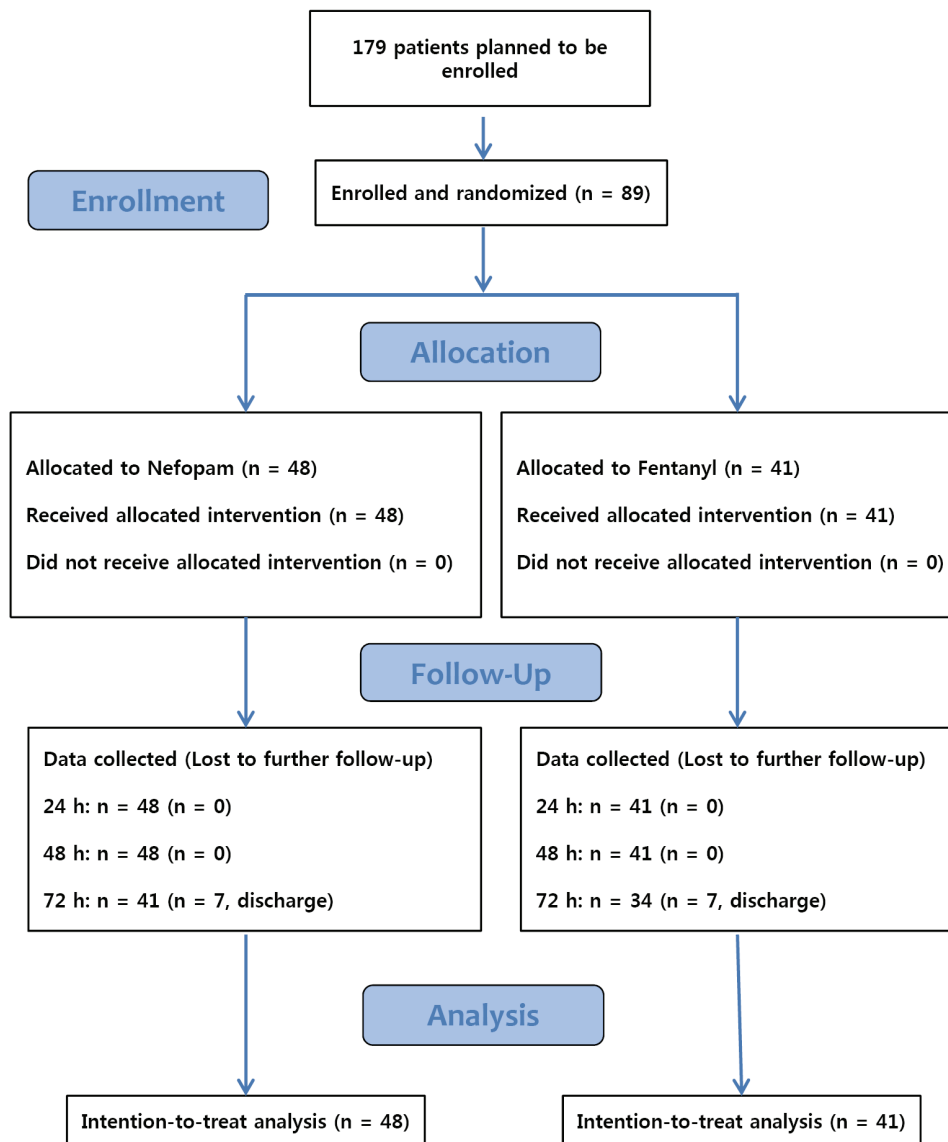 179 patients planned to be
enrolled
Enrollment
Enrolled and randomized (n = 89)
Allocation
Allocated to Nefopam (n = 48)
Received allocated intervention (n = 48)
Did not receive allocated intervention (n = 0)
Allocated to Fentanyl (n = 41)
Received allocated intervention (n = 41)
Did not receive allocated intervention (n = 0)
Follow-Up
Data collected (Lost to further follow-up)
24 h: n = 48 (n = 0)
48 h: n = 48 (n = 0)
72 h: n = 41 (n = 7, discharge)
Data collected (Lost to further follow-up)
24 h: n = 41 (n = 0)
48 h: n = 41 (n = 0)
72 h: n = 34 (n = 7, discharge)
Analysis
Intention-to-treat analysis (n = 48)
Intention-to-treat analysis (n = 41)